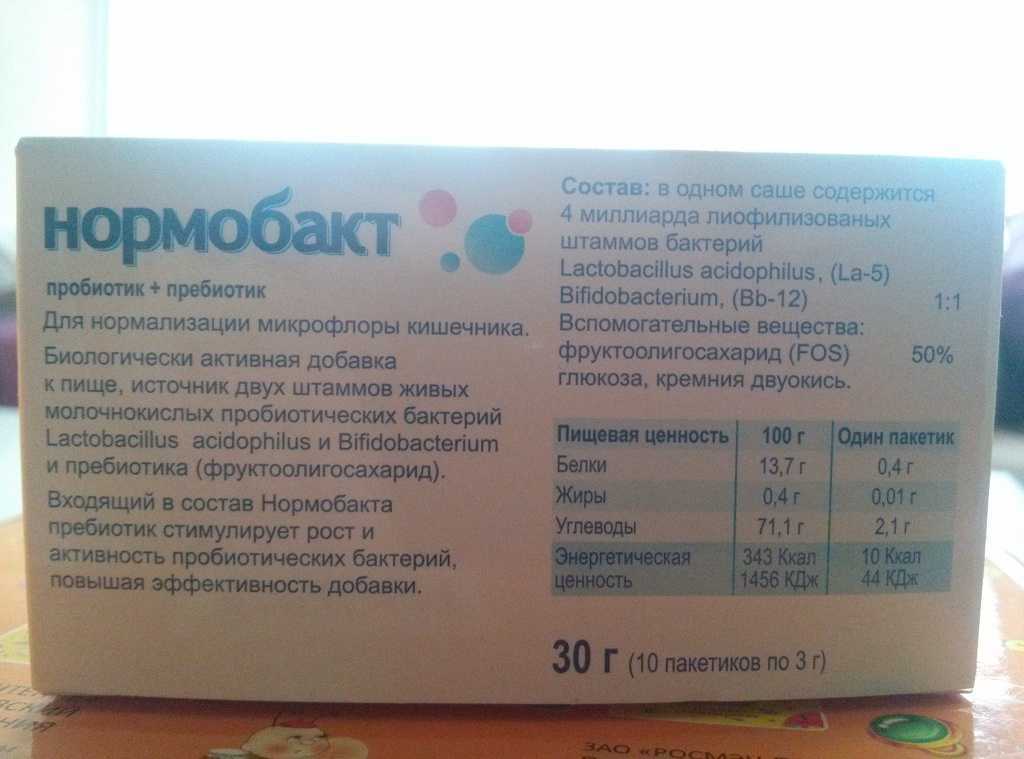 нормобакт
пробиотик + пребиотик
Для нормализации микрофлоры кишечника.
Биологически активная добавка
к пище, источник двух штаммов живых
молочнокислых пробиотических бактерий
Lactobacillus acidophilus и Bifidobacterium
и пребиотика (фруктоолигосахарид).
Входящий в состав Нормобакта
пребиотик стимулирует рост и
активность пробиотических бактерий,
повышая эффективность добавки.
Состав: в одном саше содержится
4 миллиарда лиофилизованых
штаммов бактерий
Lactobacillus acidophilus, (La-5)
Bifidobacterium, (Bb-12) 1:1
Вспомогательные вещества:
фруктоолигосахарид (FOS) 50%
глюкоза, кремния двуокись.
Пищевая ценность 100 г Один пакетик
Белки 13,7 г 0,4 г
Жиры 0,4 г 0,01 г
Углеводы 71,1 г 2,1 г
Энергетическая 343 Ккал 10 Ккал
ценность 1456 КДж 44 КДж
30 г (10 пакетиков по 3 г)
ЗАО «РОСМЭН